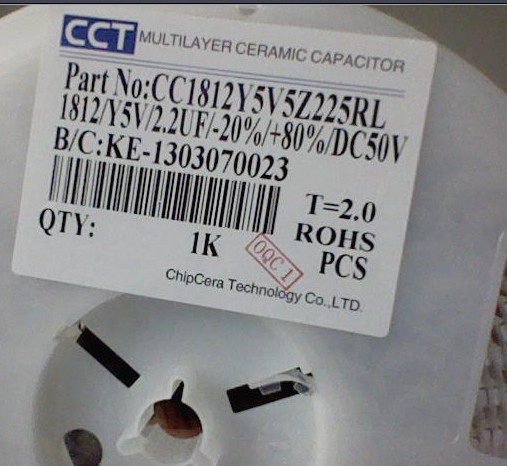 CCT MULTILAYER CERAMIC CAPACITOR
Part No:CC1812Y5V5Z225RL
1812/Y5V/2.2UF/-20%/+80%/DC50V
B/C:KE-1303070023
T=2.0
ROHS
QTY: 1K PCS
OQC 1
ChipCera Technology Co.,LTD.